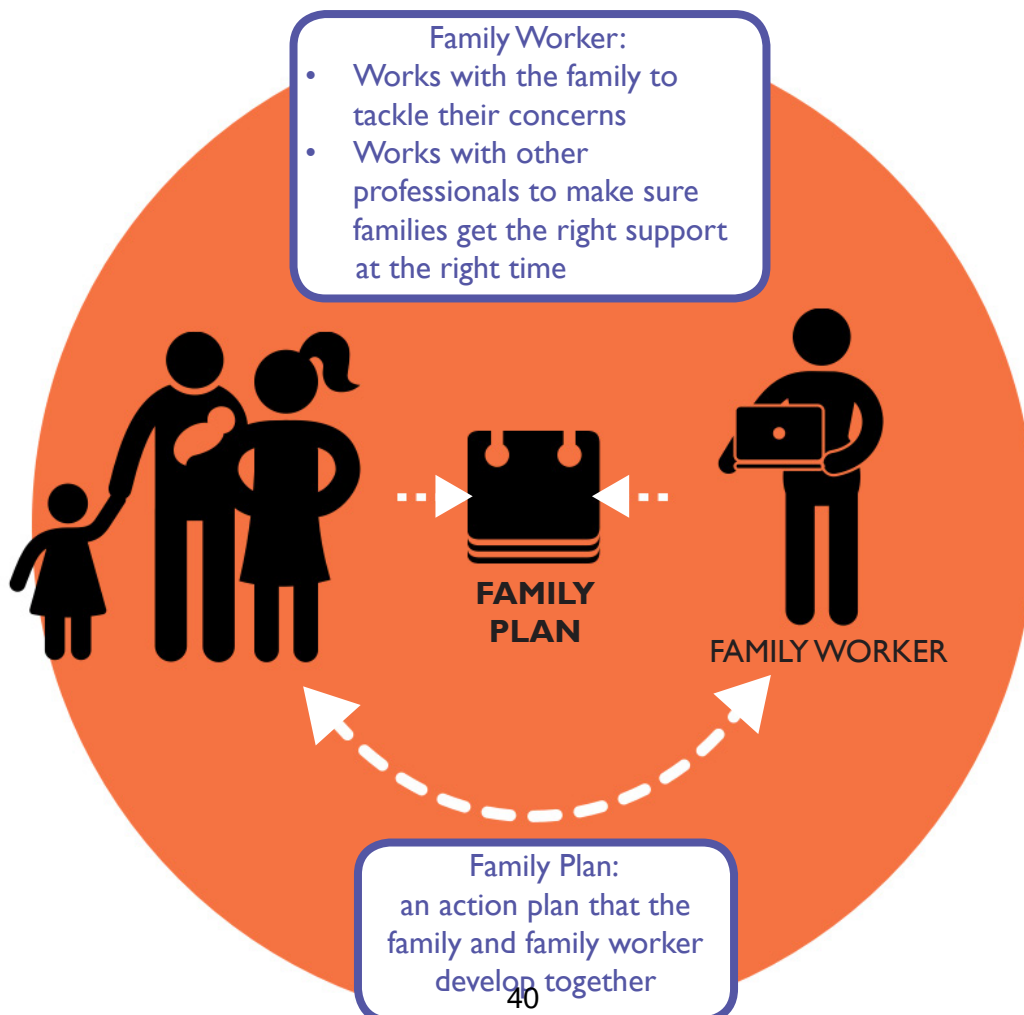 Family Worker:
• Works with the family to
tackle their concerns
• Works with other
professionals to make sure
families get the right support
at the right time
FAMILY
PLAN
FAMILY WORKER
Family Plan:
an action plan that the
family and family worker
develop together
40